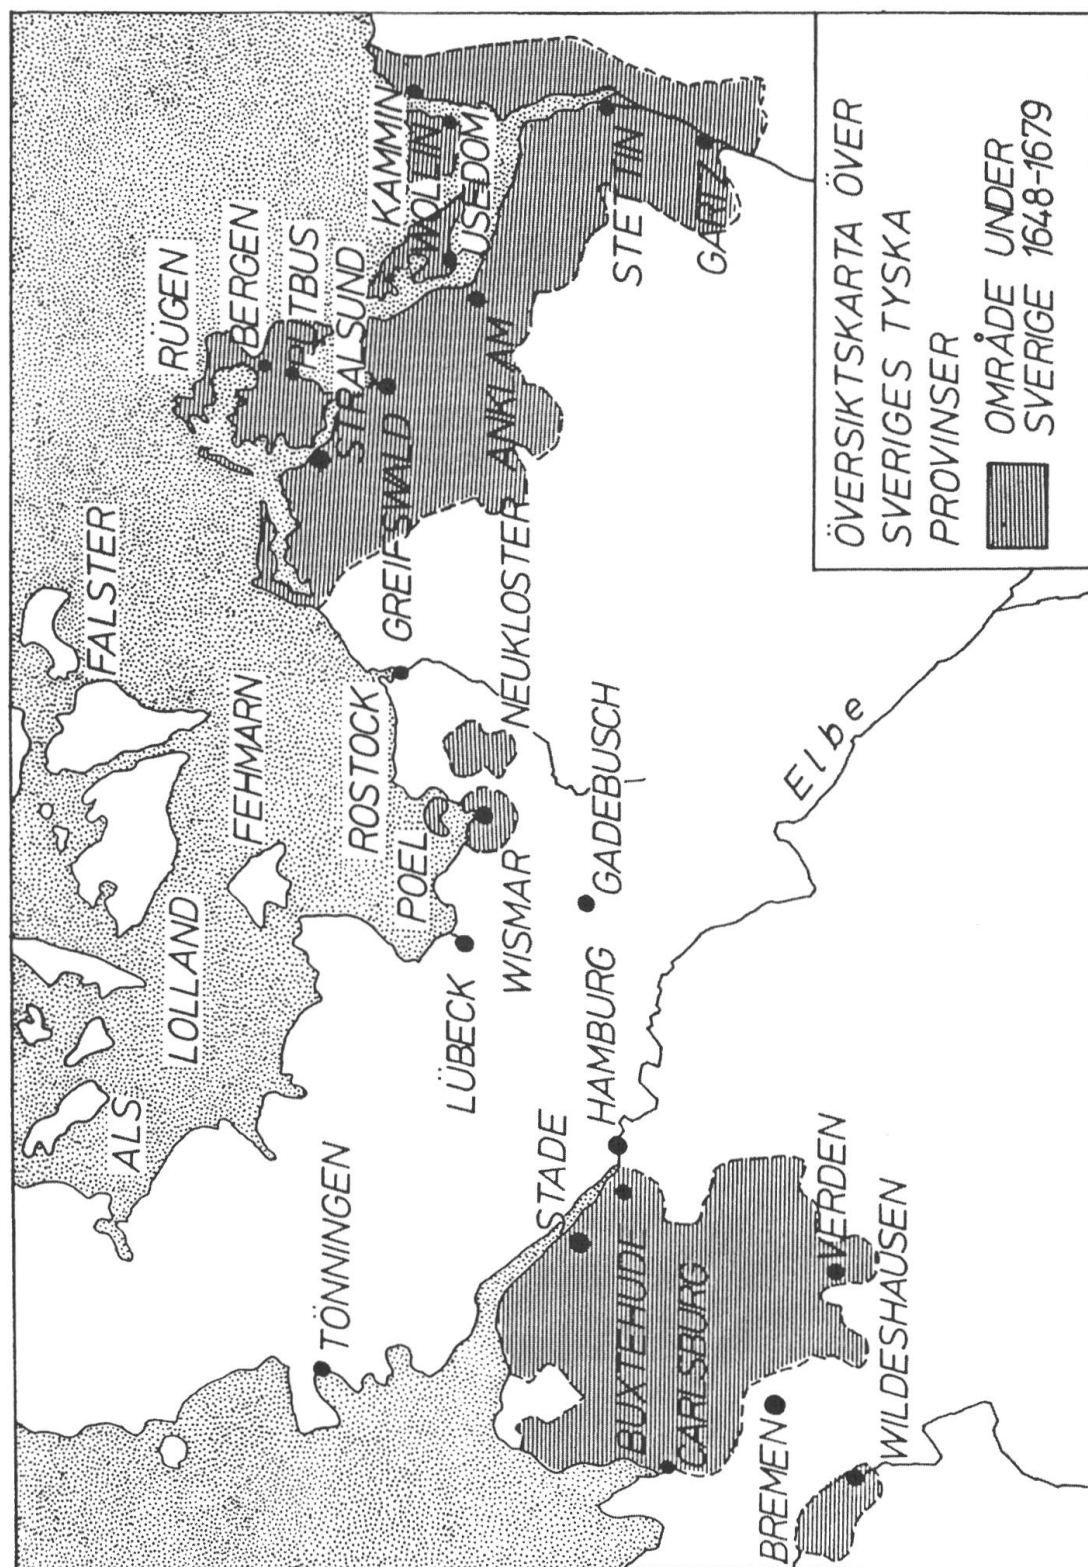 ALS
LOLLAND
FALSTER
FEHMARN
RÜGEN
BERGEN
PUTBUS
STRALSUND
KAMMIN
WOLLIN
USEDOM
TÖNNINGEN
ROSTOCK
POEL
GREIFSWALD
LÜBECK
WISMAR
NEUKLOSTER
ANKLAM
STETIN
GARTZ
STADE
HAMBURG
GADEBUSCH
BUXTEHUDE
CARLSBURG
BREMEN
VERDEN
WILDESHAUSEN
Elbe
ÖVERSIKTSKARTA ÖVER
SVERIGES TYSKA
PROVINSER
OMRÅDE UNDER
SVERIGE 1648-1679